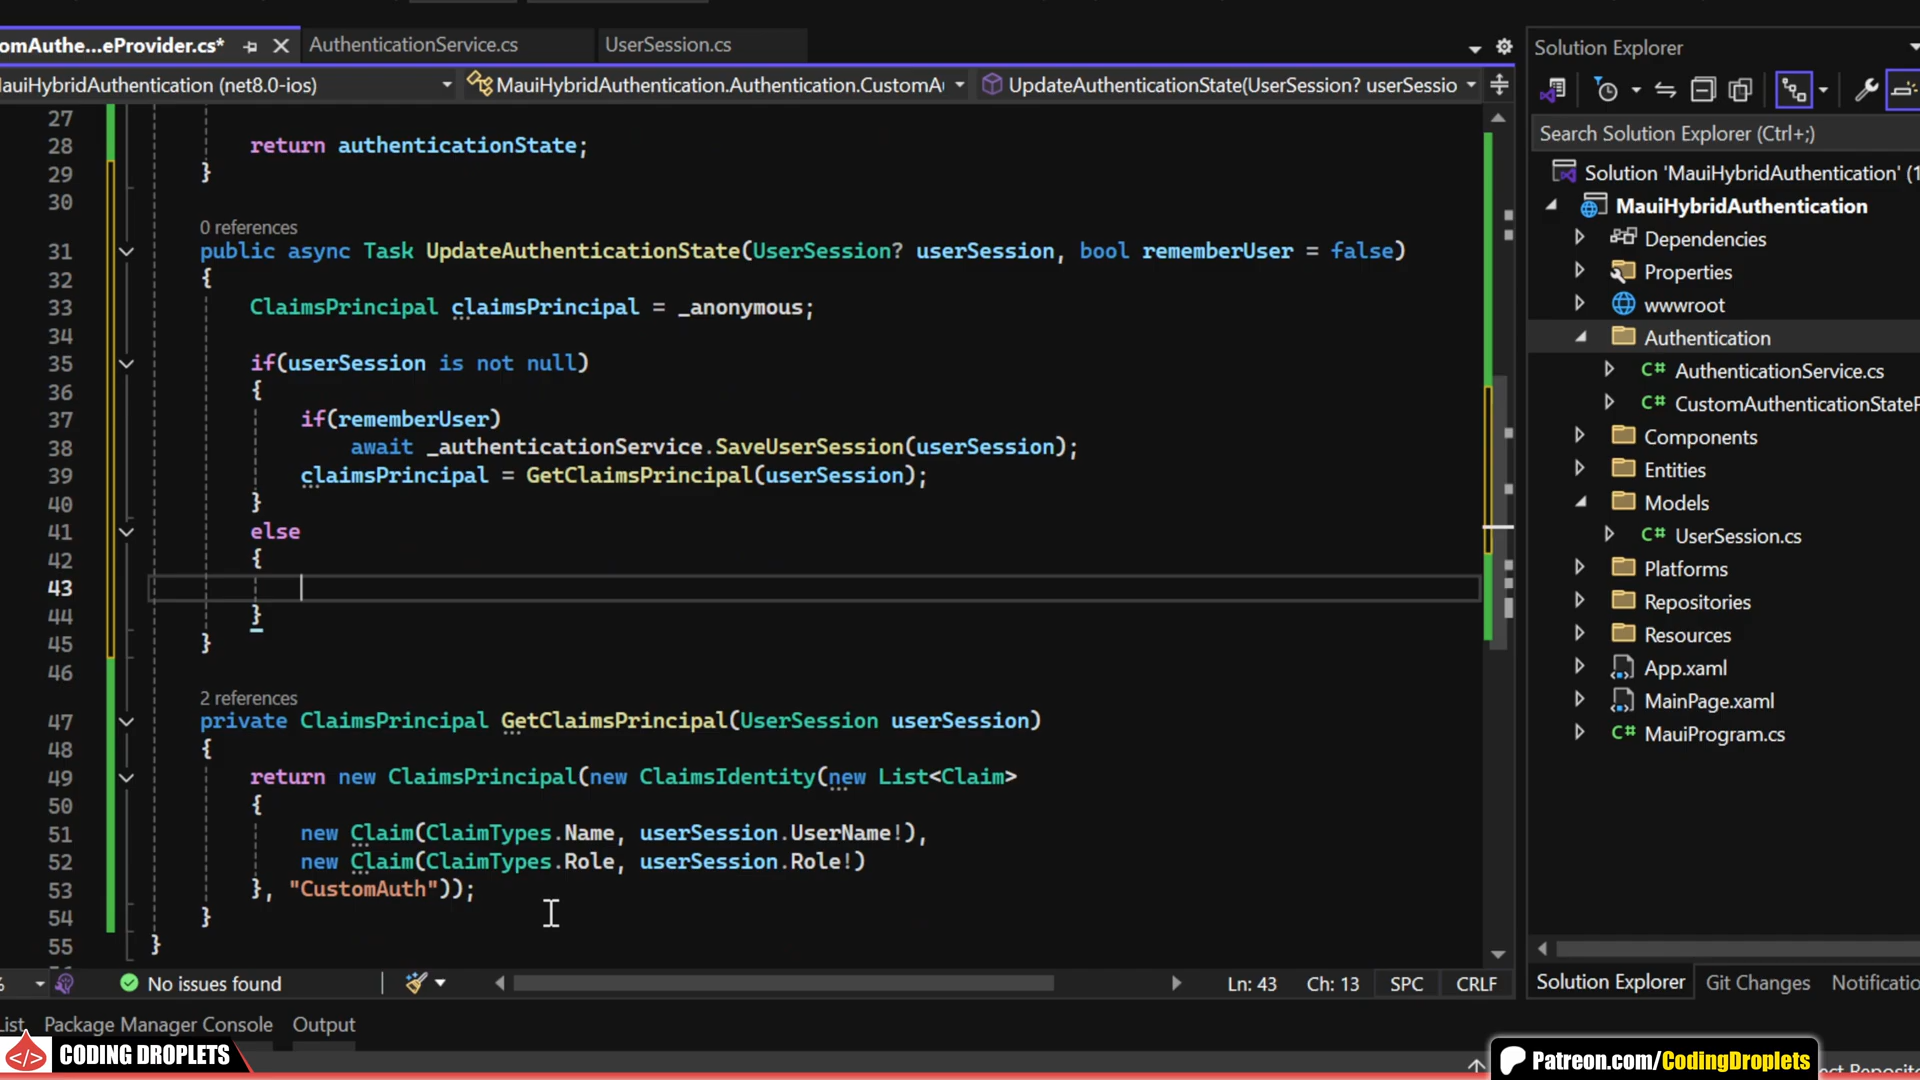 omAuthe...eProvider.cs*
AuthenticationService.cs
UserSession.cs
Solution Explorer
MauiHybridAuthentication (net8.0-ios)
MauiHybridAuthentication.Authentication.CustomAu
UpdateAuthenticationState(UserSession? userSessio
Search Solution Explorer (Ctrl+;)
27
28 return authenticationState;
29 }
30
0 references
31 public async Task UpdateAuthenticationState(UserSession? userSession, bool rememberUser = false)
32 {
33 ClaimsPrincipal claimsPrincipal = _anonymous;
34
35 if(userSession is not null)
36 {
37 if(rememberUser)
38 await _authenticationService.SaveUserSession(userSession);
39 claimsPrincipal = GetClaimsPrincipal(userSession);
40 }
41 else
42 {
43
44 }
45 }
46
2 references
47 private ClaimsPrincipal GetClaimsPrincipal(UserSession userSession)
48 {
49 return new ClaimsPrincipal(new ClaimsIdentity(new List<Claim>
50 {
51 new Claim(ClaimTypes.Name, userSession.UserName!),
52 new Claim(ClaimTypes.Role, userSession.Role!)
53 }, "CustomAuth"));
54 }
55 }
Solution 'MauiHybridAuthentication' (1
MauiHybridAuthentication
Dependencies
Properties
wwwroot
Authentication
C# AuthenticationService.cs
C# CustomAuthenticationStateP
Components
Entities
Models
C# UserSession.cs
Platforms
Repositories
Resources
App.xaml
MainPage.xaml
C# MauiProgram.cs
%
No issues found
Ln: 43
Ch: 13
SPC
CRLF
Solution Explorer
Git Changes
Notificatio
List
Package Manager Console
Output
</> CODING DROPLETS
Patreon.com/CodingDroplets